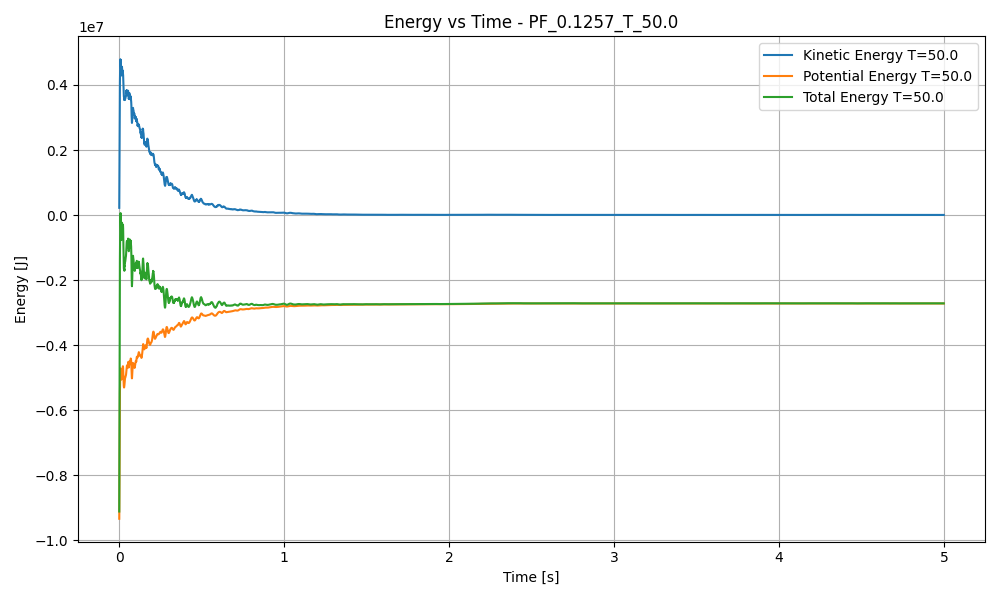 Energy vs Time - PF_0.1257_T_50.0
1e7
Kinetic Energy T=50.0
Potential Energy T=50.0
Total Energy T=50.0
0.4
0.2
0.0
−0.2
−0.4
−0.6
−0.8
−1.0
Energy [J]
0 1 2 3 4 5
Time [s]